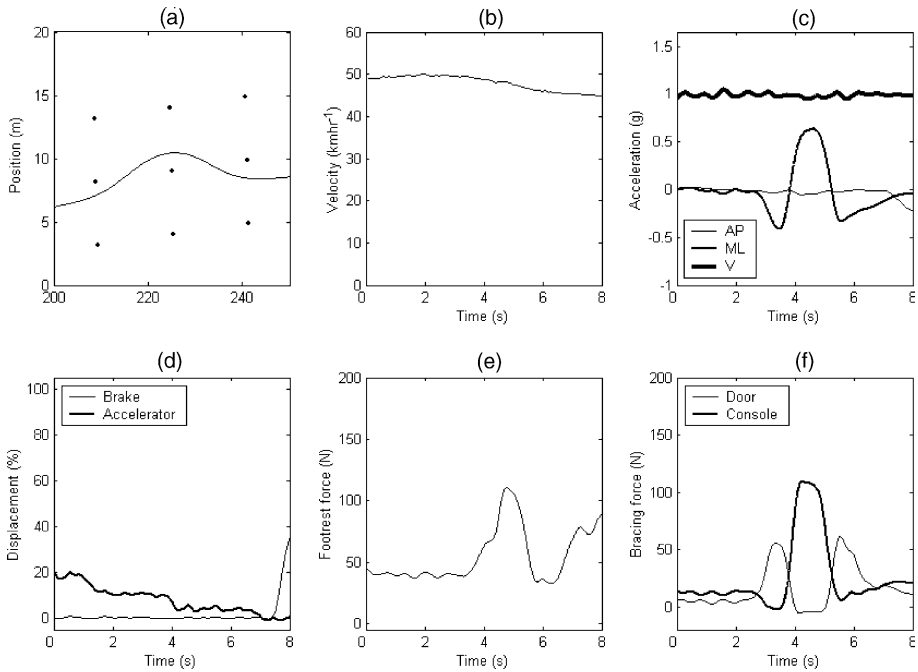 (a)
20
15
10
5
0
Position (m)
200
220
240
(b)
60
50
40
30
20
10
0
Velocity (kmhr-1)
0
2
4
6
8
Time (s)
(c)
1.5
1
0.5
0
-0.5
-1
Acceleration (g)
AP
ML
V
0
2
4
6
8
Time (s)
(d)
100
80
60
40
20
0
Displacement (%)
Brake
Accelerator
0
2
4
6
8
Time (s)
(e)
200
150
100
50
0
Footrest force (N)
0
2
4
6
8
Time (s)
(f)
200
150
100
50
0
Bracing force (N)
Door
Console
0
2
4
6
8
Time (s)